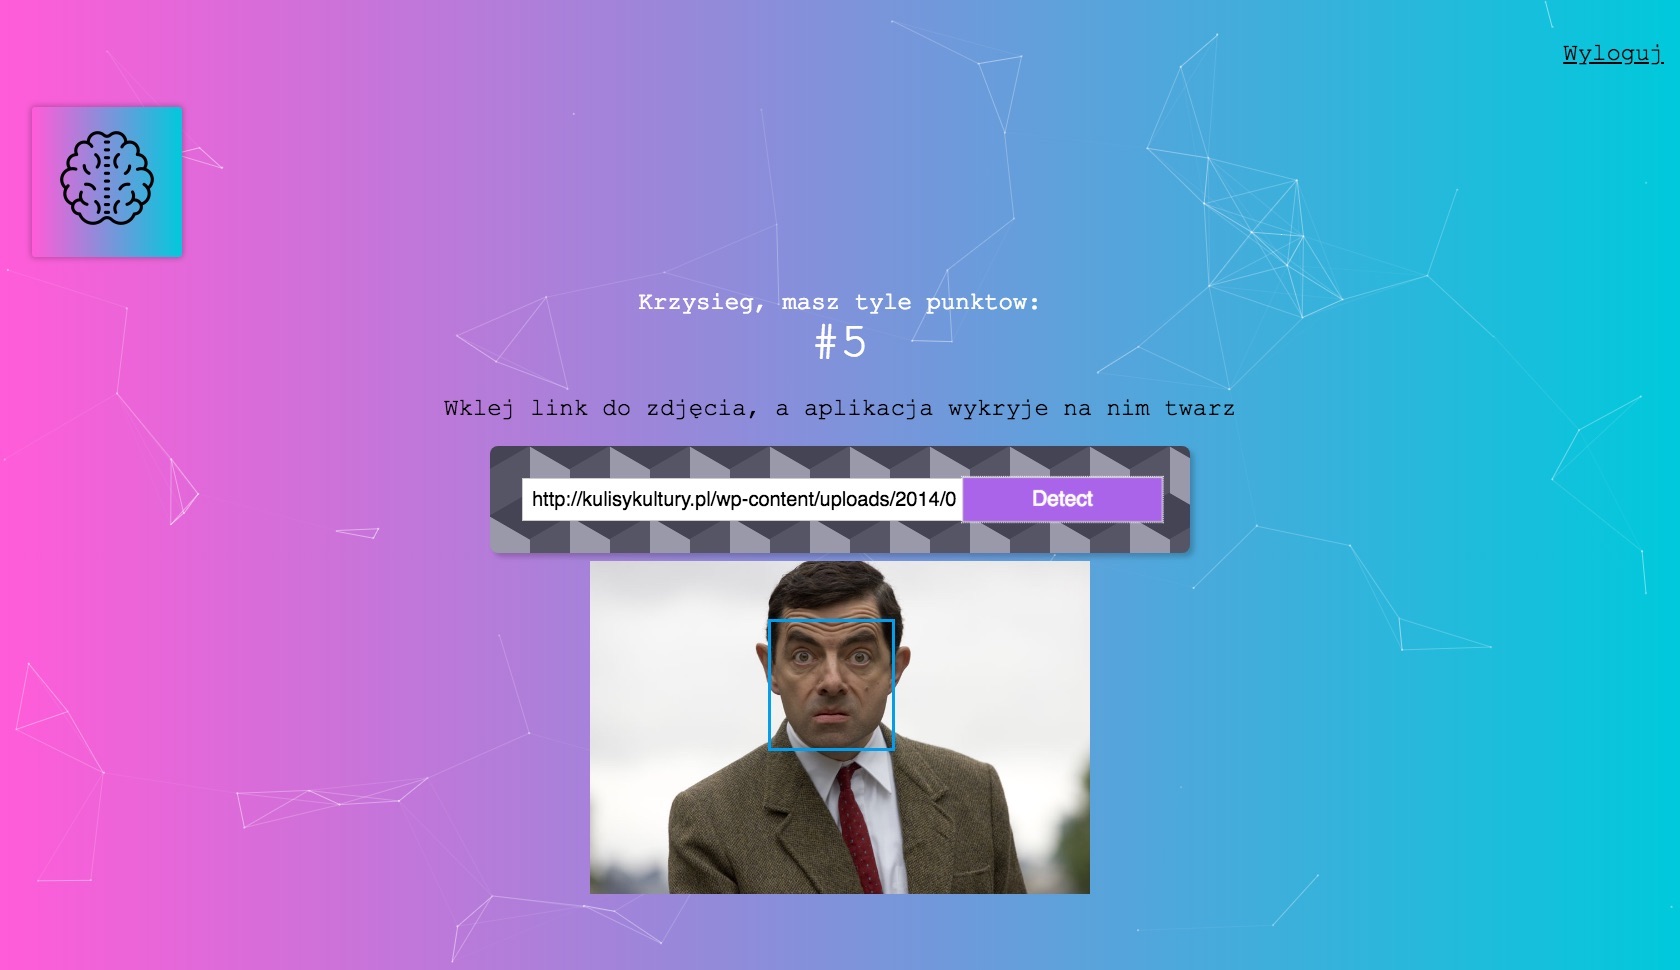 Wyloguj
Krzysieg, masz tyle punktow:
#5
Wklej link do zdjęcia, a aplikacja wykryje na nim twarz
http://kulisykultury.pl/wp-content/uploads/2014/0
Detect